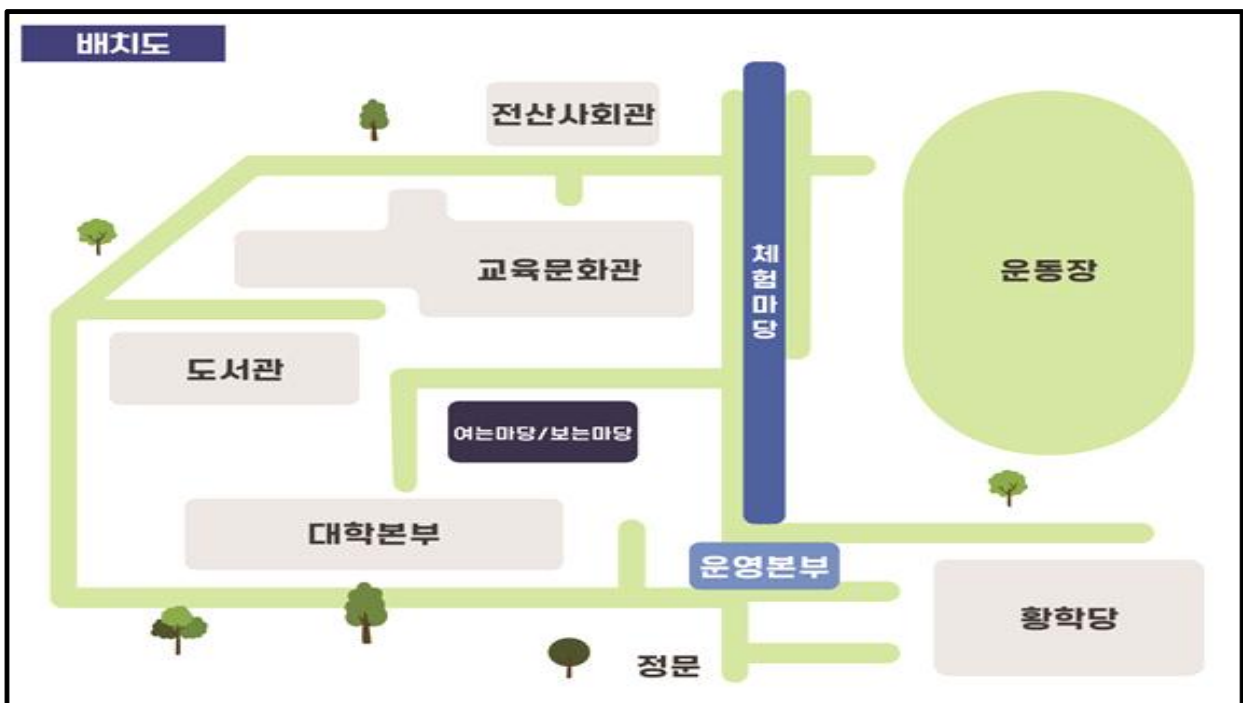 배치도
전산사회관
교육문화관
체험마당
운동장
도서관
여는마당/보는마당
대학본부
운영본부
황학당
정문